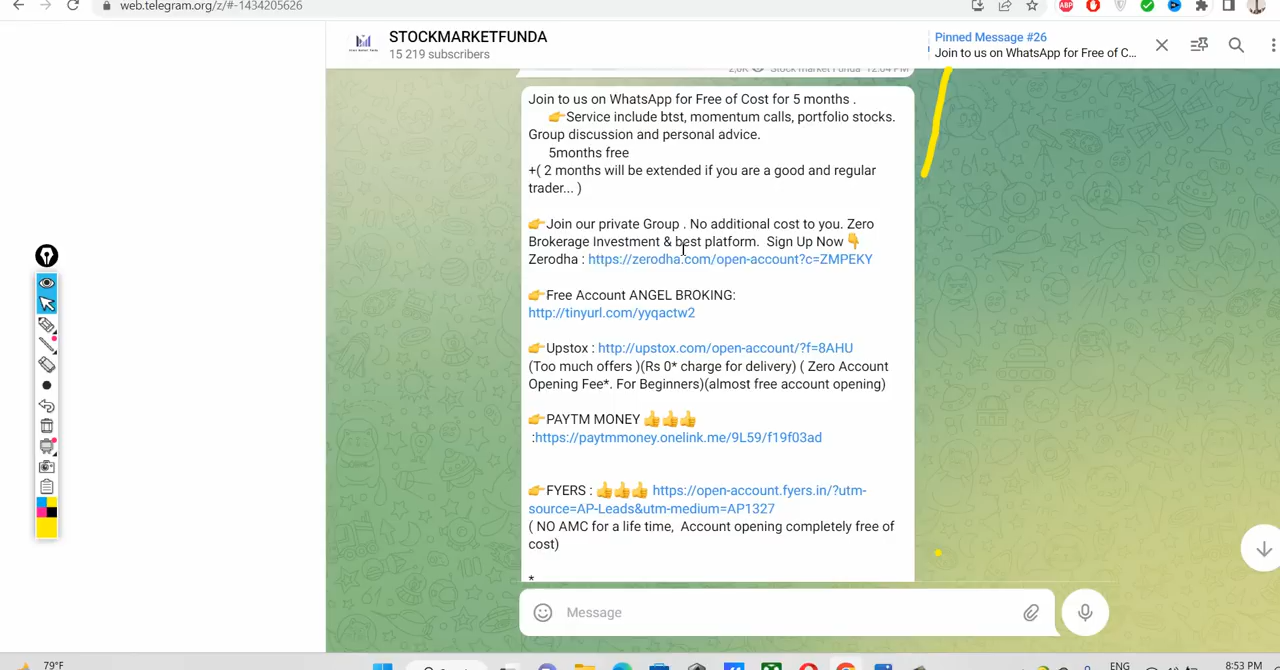 web.telegram.org/z/#-1434205626
STOCKMARKETFUNDA
15 219 subscribers
Pinned Message #26
Join to us on WhatsApp for Free of C...
2,6K Stock market Funda 12:04 PM
Join to us on WhatsApp for Free of Cost for 5 months .
👉Service include btst, momentum calls, portfolio stocks.
Group discussion and personal advice.
5months free
+( 2 months will be extended if you are a good and regular
trader... )
👉Join our private Group . No additional cost to you. Zero
Brokerage Investment & best platform.  Sign Up Now 👇
Zerodha : https://zerodha.com/open-account?c=ZMPEKY
👉Free Account ANGEL BROKING:
http://tinyurl.com/yyqactw2
👉Upstox : http://upstox.com/open-account/?f=8AHU
(Too much offers )(Rs 0* charge for delivery) ( Zero Account
Opening Fee*. For Beginners)(almost free account opening)
👉PAYTM MONEY 👍👍👍
:https://paytmmoney.onelink.me/9L59/f19f03ad
👉FYERS : 👍👍👍 https://open-account.fyers.in/?utm-
source=AP-Leads&utm-medium=AP1327
( NO AMC for a life time,  Account opening completely free of
cost)
*
Message
79°F
ENG
8:53 PM